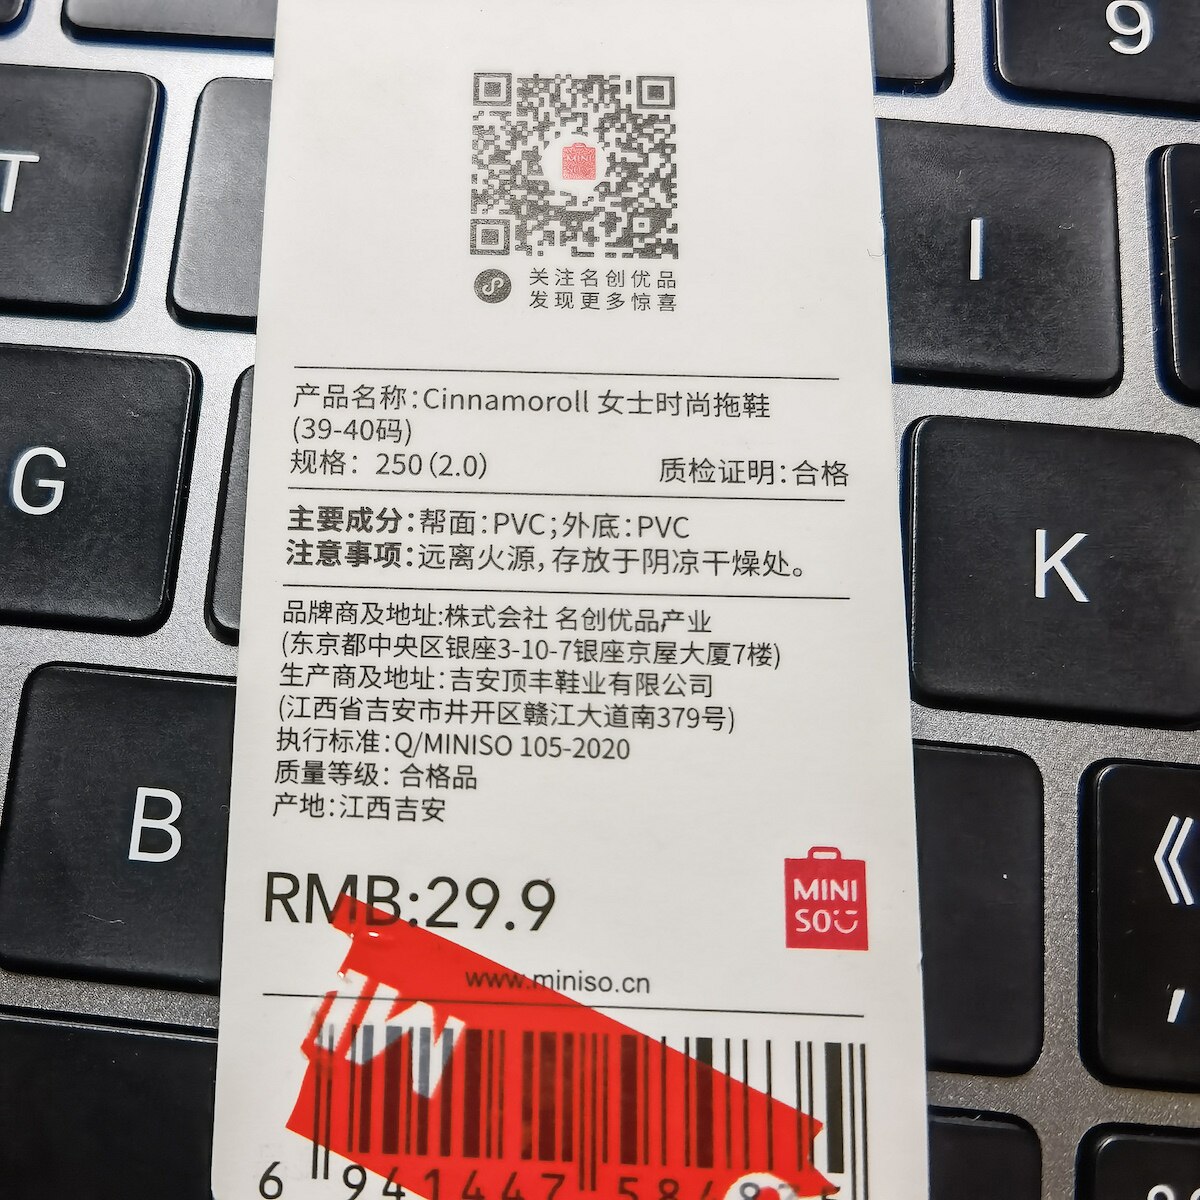 9
T
I
G
K
B
《
,
MINI
关注名创优品
发现更多惊喜
产品名称:Cinnamoroll 女士时尚拖鞋
(39-40码)
规格: 250(2.0) 质检证明:合格
主要成分:帮面:PVC;外底:PVC
注意事项:远离火源,存放于阴凉干燥处。
品牌商及地址:株式会社 名创优品产业
(东京都中央区银座3-10-7银座京屋大厦7楼)
生产商及地址:吉安顶丰鞋业有限公司
(江西省吉安市井开区赣江大道南379号)
执行标准:Q/MINISO 105-2020
质量等级: 合格品
产地:江西吉安
RMB:29.9
MINI
SO
www.miniso.cn
6 941447